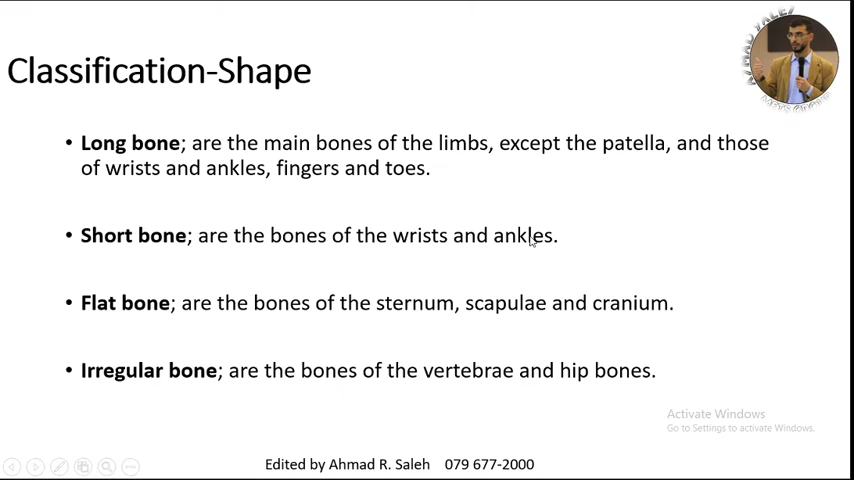 Classification-Shape
• Long bone; are the main bones of the limbs, except the patella, and those
of wrists and ankles, fingers and toes.
• Short bone; are the bones of the wrists and ankles.
• Flat bone; are the bones of the sternum, scapulae and cranium.
• Irregular bone; are the bones of the vertebrae and hip bones.
Activate Windows
Go to Settings to activate Windows.
Edited by Ahmad R. Saleh 079 677-2000